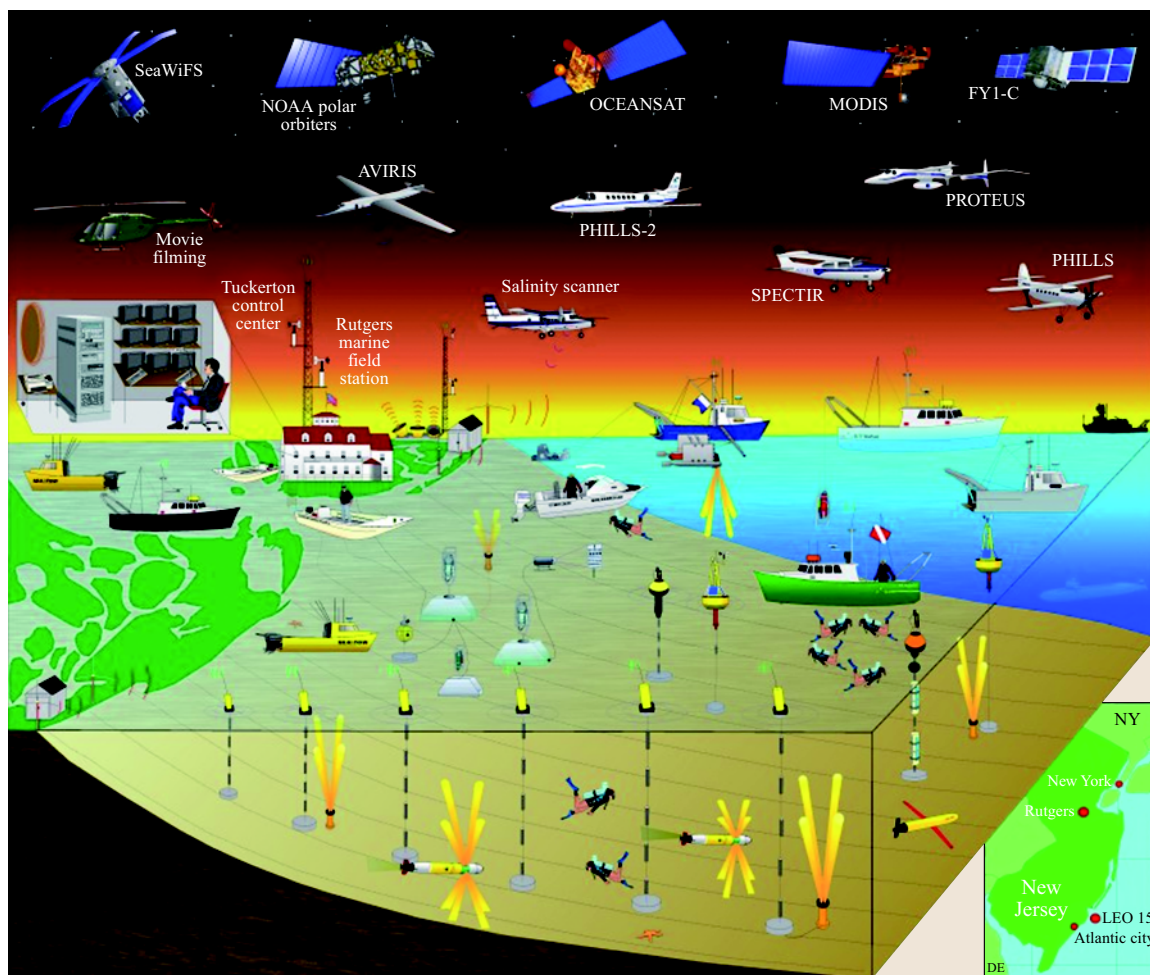 SeaWiFS
NOAA polar
orbiters
OCEANSAT
MODIS
FY1-C
AVIRIS
PHILLS-2
PROTEUS
Movie
filming
Tuckerton
control
center
Rutgers
marine
field
station
Salinity scanner
SPECTIR
PHILLS
NY
New York
Rutgers
New
Jersey
LEO 15
Atlantic city
DE